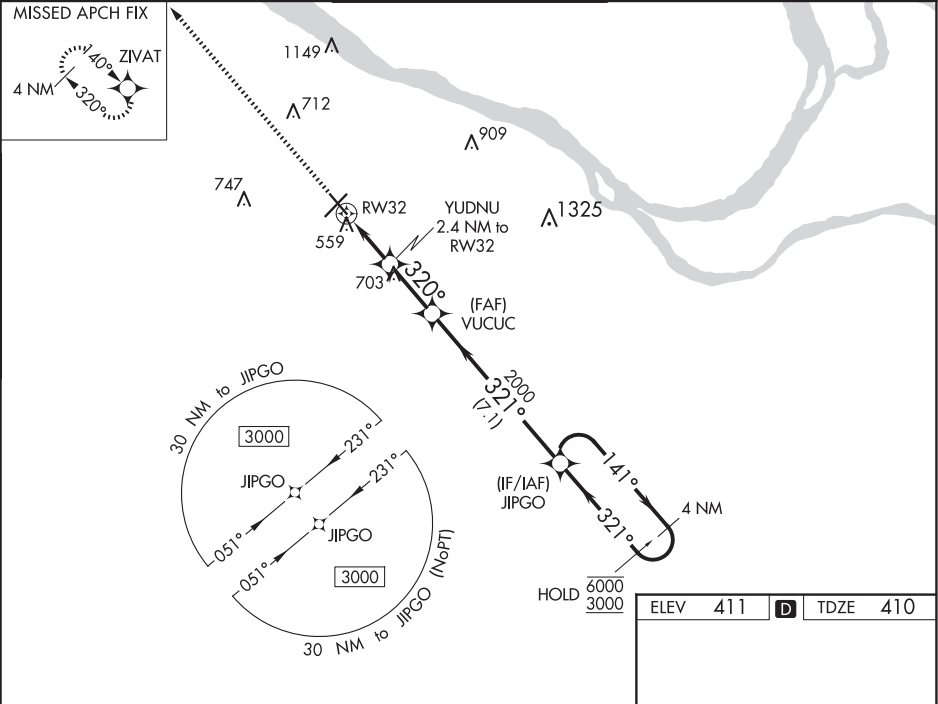 MISSED APCH FIX
ZIVAT
140°
4 NM
320°
1149
712
909
747
RW32
559
YUDNU
2.4 NM to
RW32
1325
703
320°
(FAF)
VUCUC
2000
321°
(7.1)
30 NM to JIPGO
3000
231°
JIPGO
051°
231°
JIPGO
051°
3000
30 NM to JIPGO (NoPT)
(IF/IAF)
JIPGO
141°
4 NM
321°
HOLD 6000
3000
ELEV 411 D TDZE 410